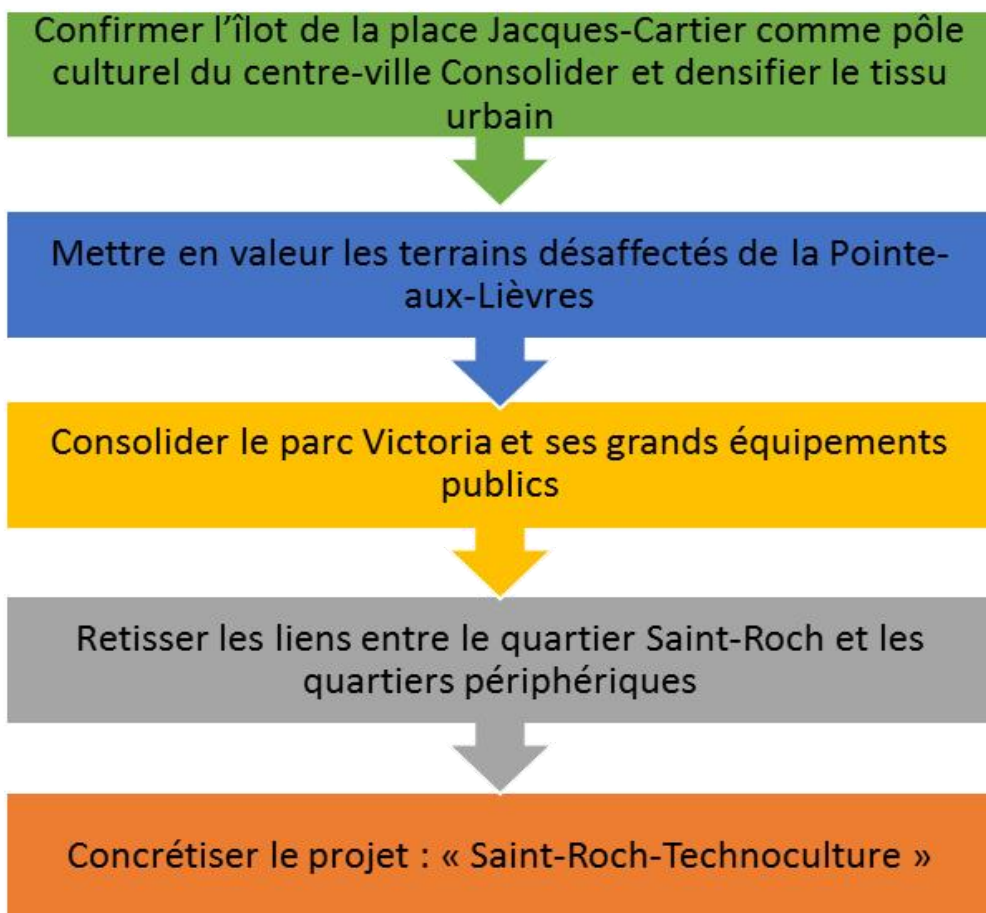 Confirmer l’îlot de la place Jacques-Cartier comme pôle
culturel du centre-ville Consolider et densifier le tissu
urbain
Mettre en valeur les terrains désaffectés de la Pointe-
aux-Lièvres
Consolider le parc Victoria et ses grands équipements
publics
Retisser les liens entre le quartier Saint-Roch et les
quartiers périphériques
Concrétiser le projet : « Saint-Roch-Technoculture »